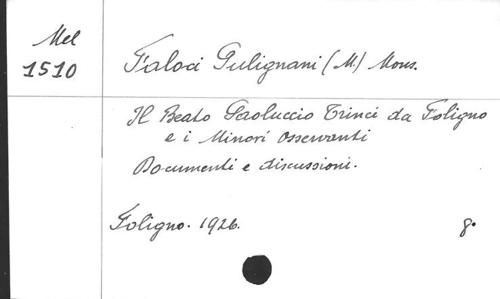 Mel
1510
Faloci Pulignani (M.) Mons.
Il Beato Paoluccio Trinci da Foligno
e i Minori Osservanti
Documenti e discussioni.
Foligno. 1926.
8.